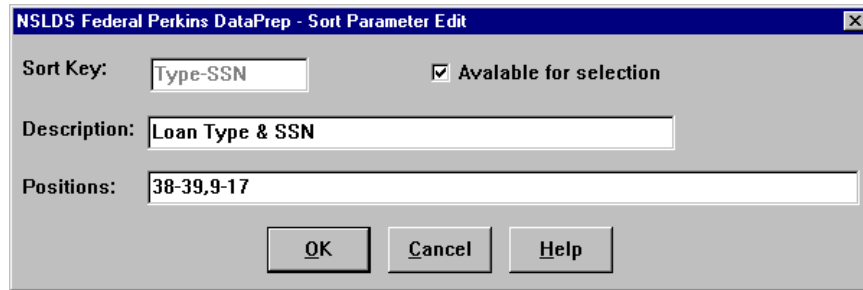 NSLDS Federal Perkins DataPrep - Sort Parameter Edit
Sort Key: Type-SSN Avalable for selection
Description: Loan Type & SSN
Positions: 38-39,9-17
OK Cancel Help